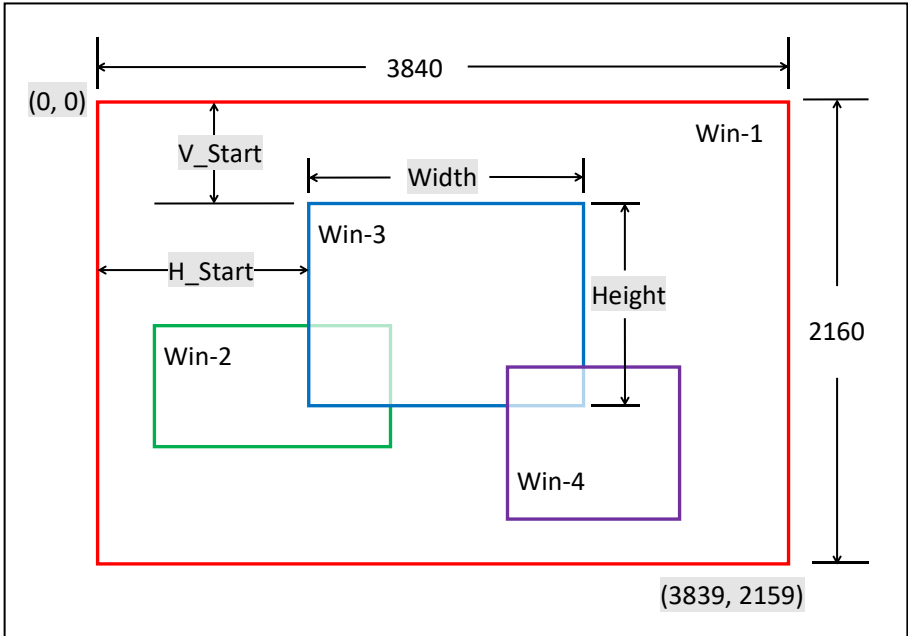 3840
(0, 0)
Win-1
V_Start
Width
Win-3
H_Start
Height
2160
Win-2
Win-4
(3839, 2159)